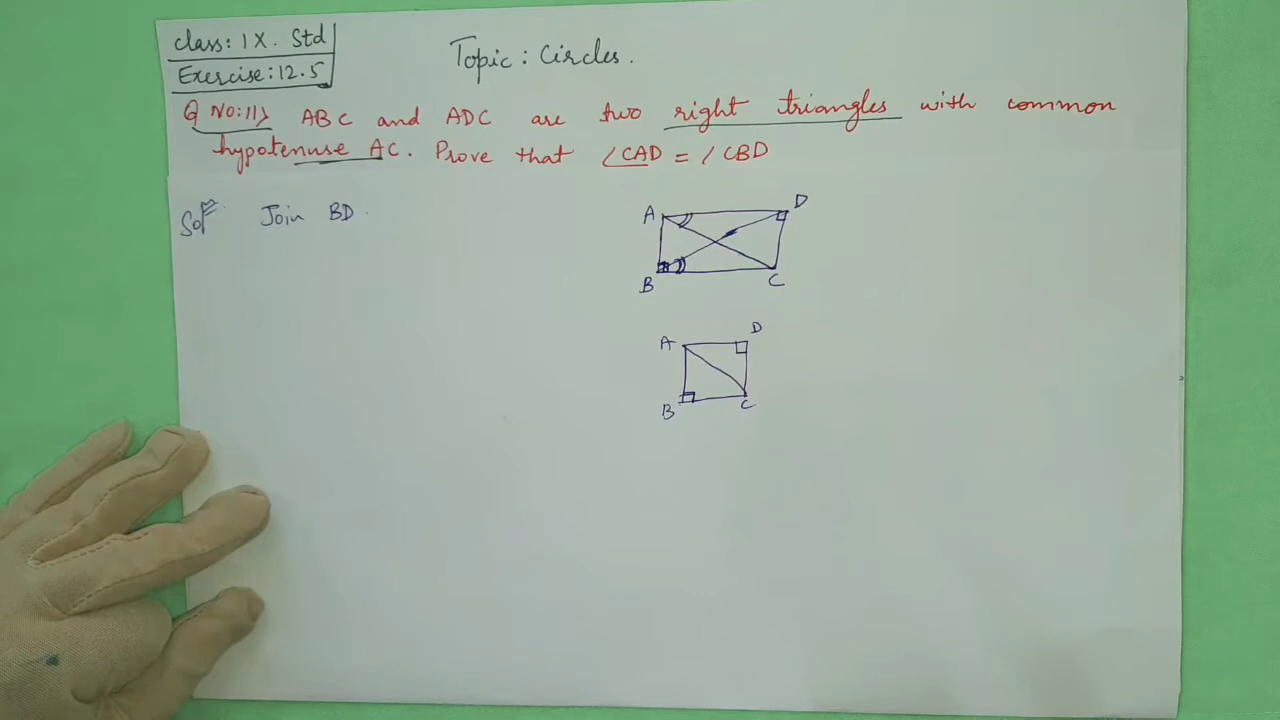 class: IX. Std
Exercise: 12.5
Topic: Circles.
Q No:11) ABC and ADC are two right triangles with common
hypotenuse AC. Prove that ∠CAD = ∠CBD
Sol Join BD.
A D
B C
A D
B C